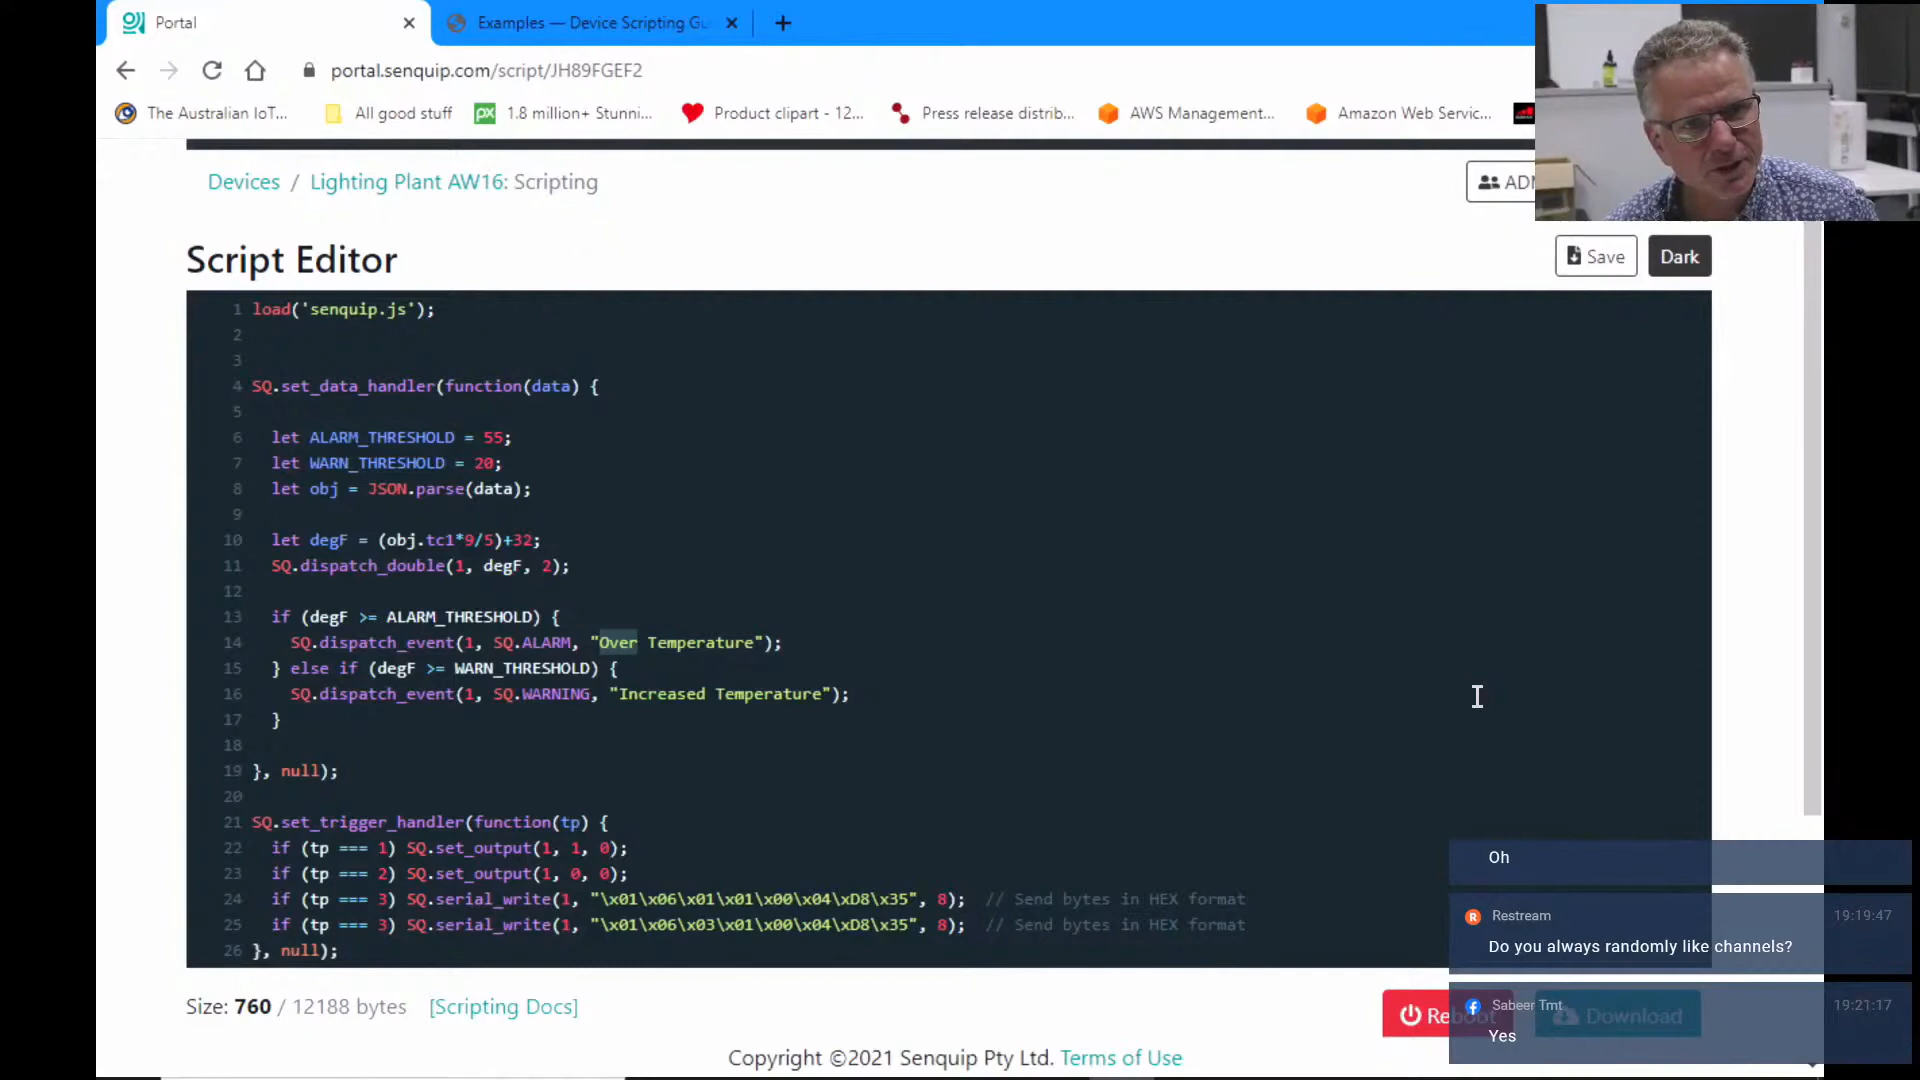 Portal
Examples — Device Scripting Gu
portal.senquip.com/script/JH89FGEF2
The Australian IoT...
All good stuff
px
1.8 million+ Stunni...
Product clipart - 12...
Press release distrib...
AWS Management...
Amazon Web Servic...
Devices / Lighting Plant AW16: Scripting
ADM
Script Editor
Save
Dark
1 load('senquip.js');
2
3
4 SQ.set_data_handler(function(data) {
5
6 let ALARM_THRESHOLD = 55;
7 let WARN_THRESHOLD = 20;
8 let obj = JSON.parse(data);
9
10 let degF = (obj.tc1*9/5)+32;
11 SQ.dispatch_double(1, degF, 2);
12
13 if (degF >= ALARM_THRESHOLD) {
14 SQ.dispatch_event(1, SQ.ALARM, "Over Temperature");
15 } else if (degF >= WARN_THRESHOLD) {
16 SQ.dispatch_event(1, SQ.WARNING, "Increased Temperature");
17 }
18
19 }, null);
20
21 SQ.set_trigger_handler(function(tp) {
22 if (tp === 1) SQ.set_output(1, 1, 0);
23 if (tp === 2) SQ.set_output(1, 0, 0);
24 if (tp === 3) SQ.serial_write(1, "\x01\x06\x01\x01\x00\x04\xD8\x35", 8); // Send bytes in HEX format
25 if (tp === 3) SQ.serial_write(1, "\x01\x06\x03\x01\x00\x04\xD8\x35", 8); // Send bytes in HEX format
26 }, null);
Size: 760 / 12188 bytes [Scripting Docs]
Reboot
Download
Copyright ©2021 Senquip Pty Ltd. Terms of Use
Oh
Restream 19:19:47
Do you always randomly like channels?
Sabeer Tmt 19:21:17
Yes